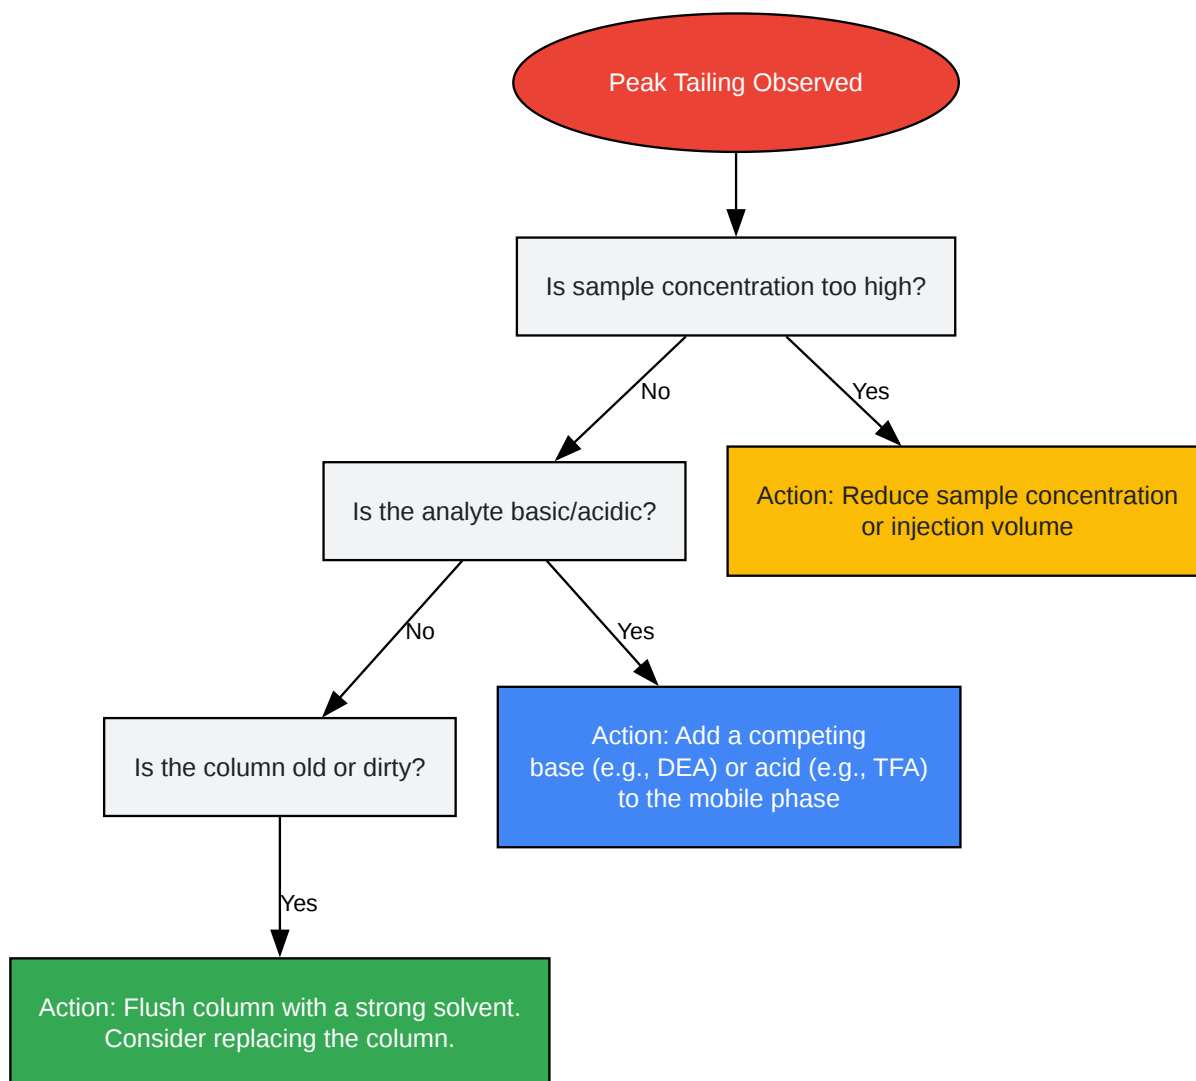 Peak Tailing Observed
Is sample concentration too high?
No
Yes
Action: Reduce sample concentration
or injection volume
Is the analyte basic/acidic?
No
Yes
Action: Add a competing
base (e.g., DEA) or acid (e.g., TFA)
to the mobile phase
Is the column old or dirty?
Yes
Action: Flush column with a strong solvent.
Consider replacing the column.